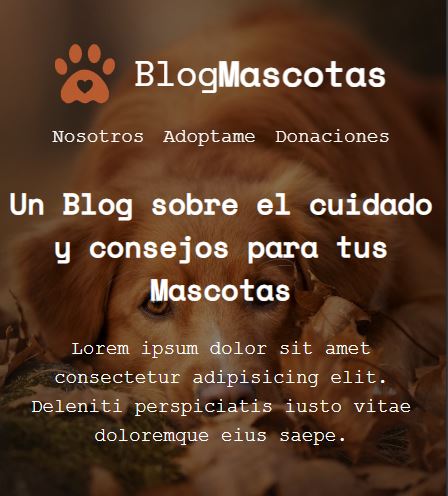 BlogMascotas
Nosotros Adoptame Donaciones
Un Blog sobre el cuidado
y consejos para tus
Mascotas
Lorem ipsum dolor sit amet
consectetur adipisicing elit.
Deleniti perspiciatis iusto vitae
doloremque eius saepe.